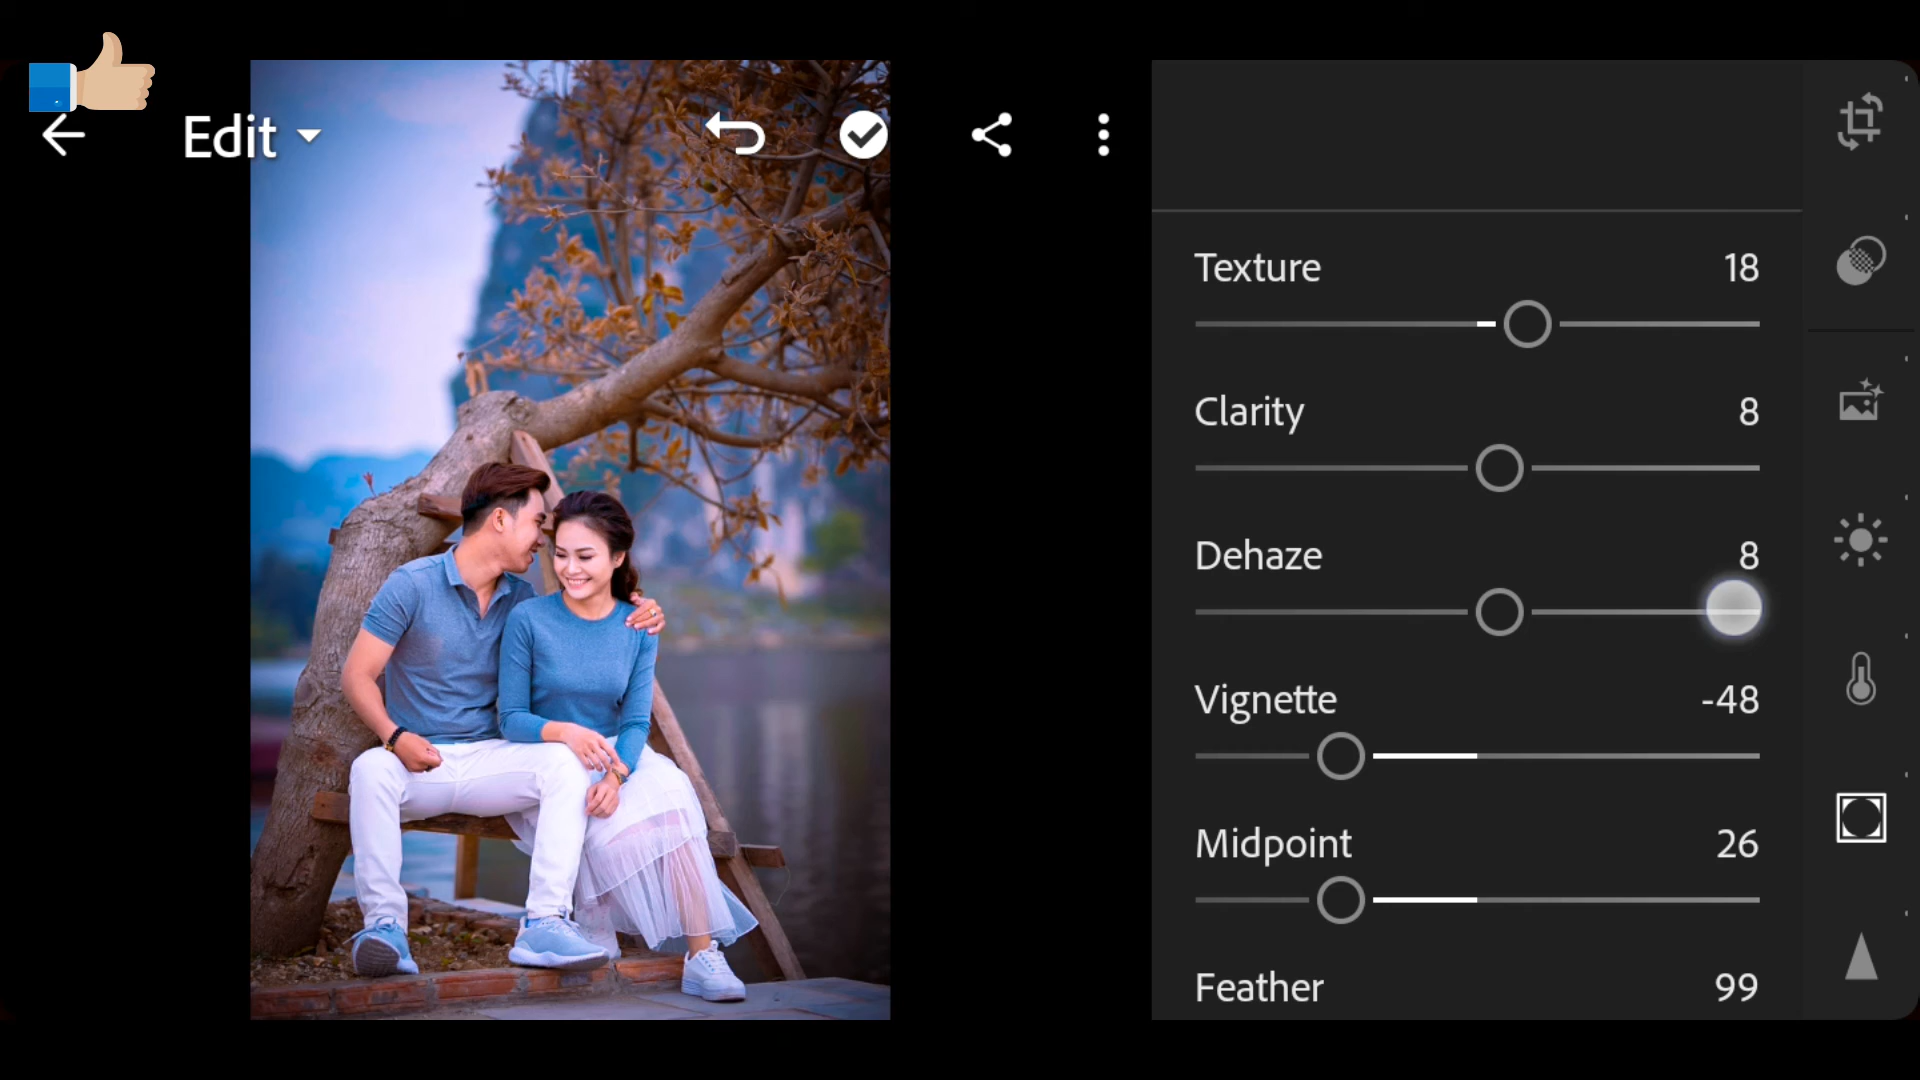 Edit
Texture 18
Clarity 8
Dehaze 8
Vignette -48
Midpoint 26
Feather 99